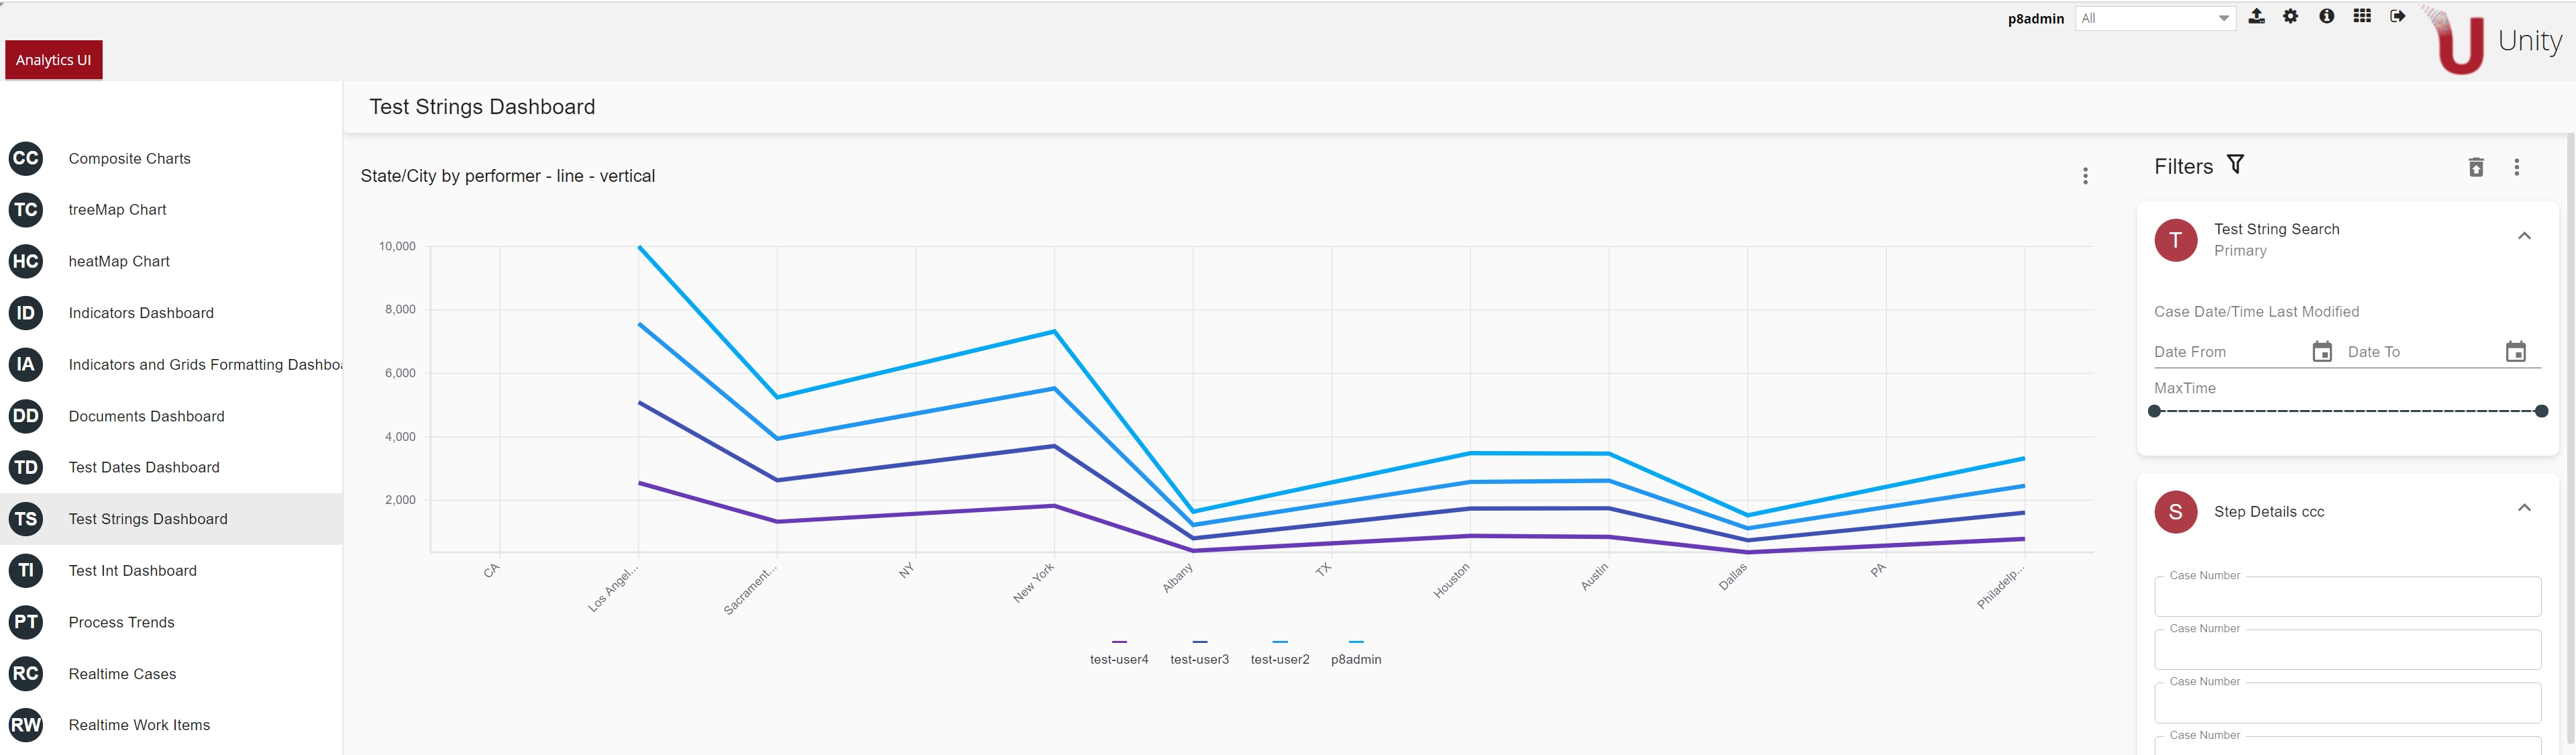 p8admin
All
Unity
Analytics UI
Test Strings Dashboard
CC Composite Charts
TC treeMap Chart
HC heatMap Chart
ID Indicators Dashboard
IA Indicators and Grids Formatting Dashboa
DD Documents Dashboard
TD Test Dates Dashboard
TS Test Strings Dashboard
TI Test Int Dashboard
PT Process Trends
RC Realtime Cases
RW Realtime Work Items
State/City by performer - line - vertical
10,000
8,000
6,000
4,000
2,000
CA
Los Angel...
Sacrament...
NY
New York
Albany
TX
Houston
Austin
Dallas
PA
Philadelp...
test-user4
test-user3
test-user2
p8admin
Filters
T
Test String Search
Primary
Case Date/Time Last Modified
Date From
Date To
MaxTime
S
Step Details ccc
Case Number
Case Number
Case Number
Case Number